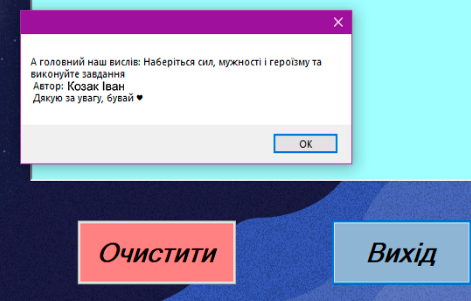 А головний наш вислів: Наберіться сил, мужності і героїзму та
виконуйте завдання
Автор: Козак Іван
Дякую за увагу, бувай ♥
ОК
Очистити
Вихід